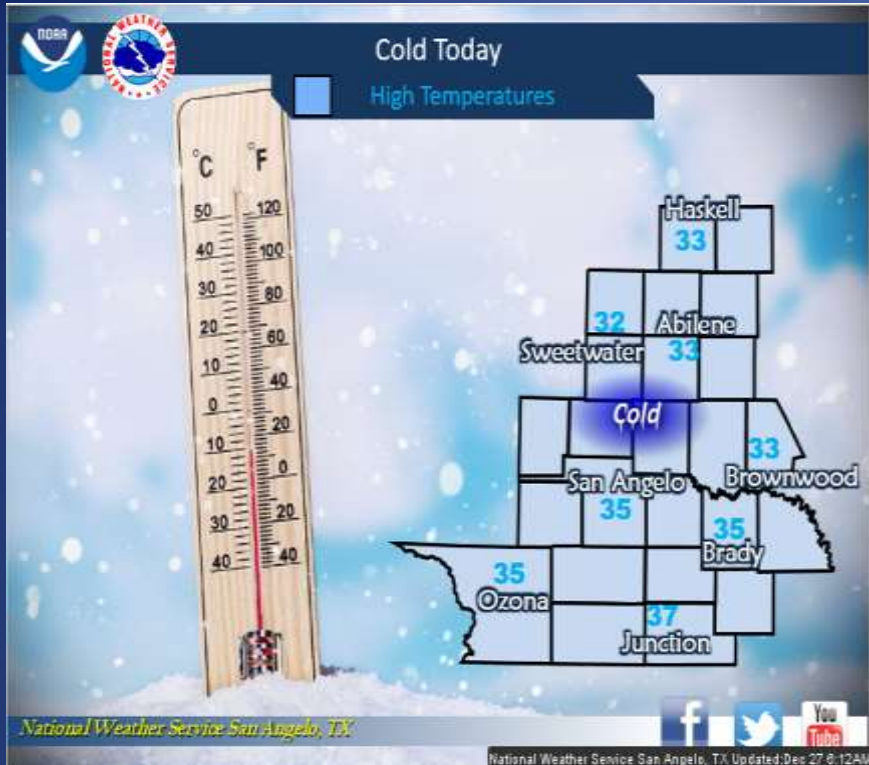 NOAA
NATIONAL WEATHER SERVICE
Cold Today
High Temperatures
°C °F
50 120
40 100
30 80
20 60
10 40
0 20
10 0
20
30 20
40 40
Haskell
33
32
Abilene
Sweetwater
33
Cold
33
Brownwood
San Angelo
35
35
Brady
35
Ozona
37
Junction
National Weather Service San Angelo, TX
f
You
Tube
National Weather Service San Angelo, TX Updated:Dec 27 6:12AM